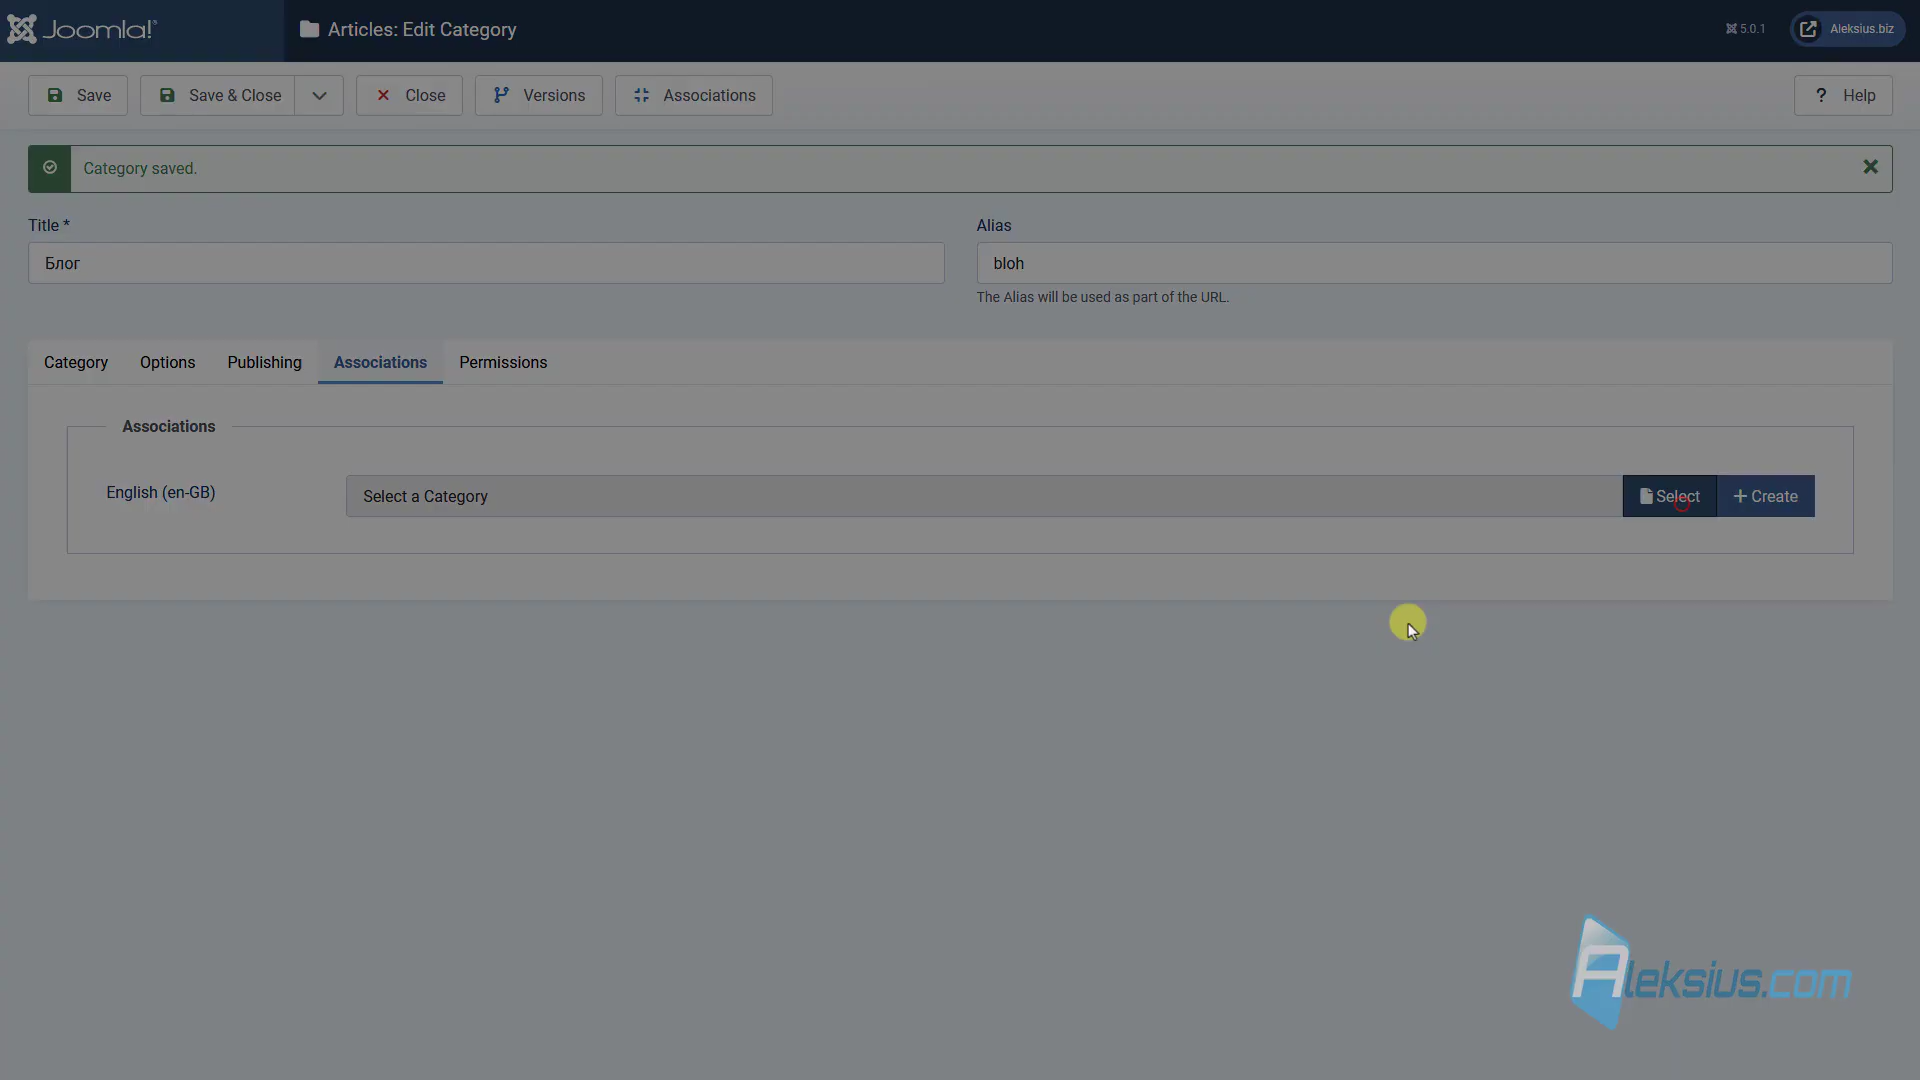 Joomla!
Articles: Edit Category
5.0.1
Aleksius.biz
Save
Save & Close
Close
Versions
Associations
? Help
Category saved.
Title *
Alias
Блог
bloh
The Alias will be used as part of the URL.
Category
Options
Publishing
Associations
Permissions
Associations
English (en-GB)
Select a Category
Select
Create
Aleksius.com